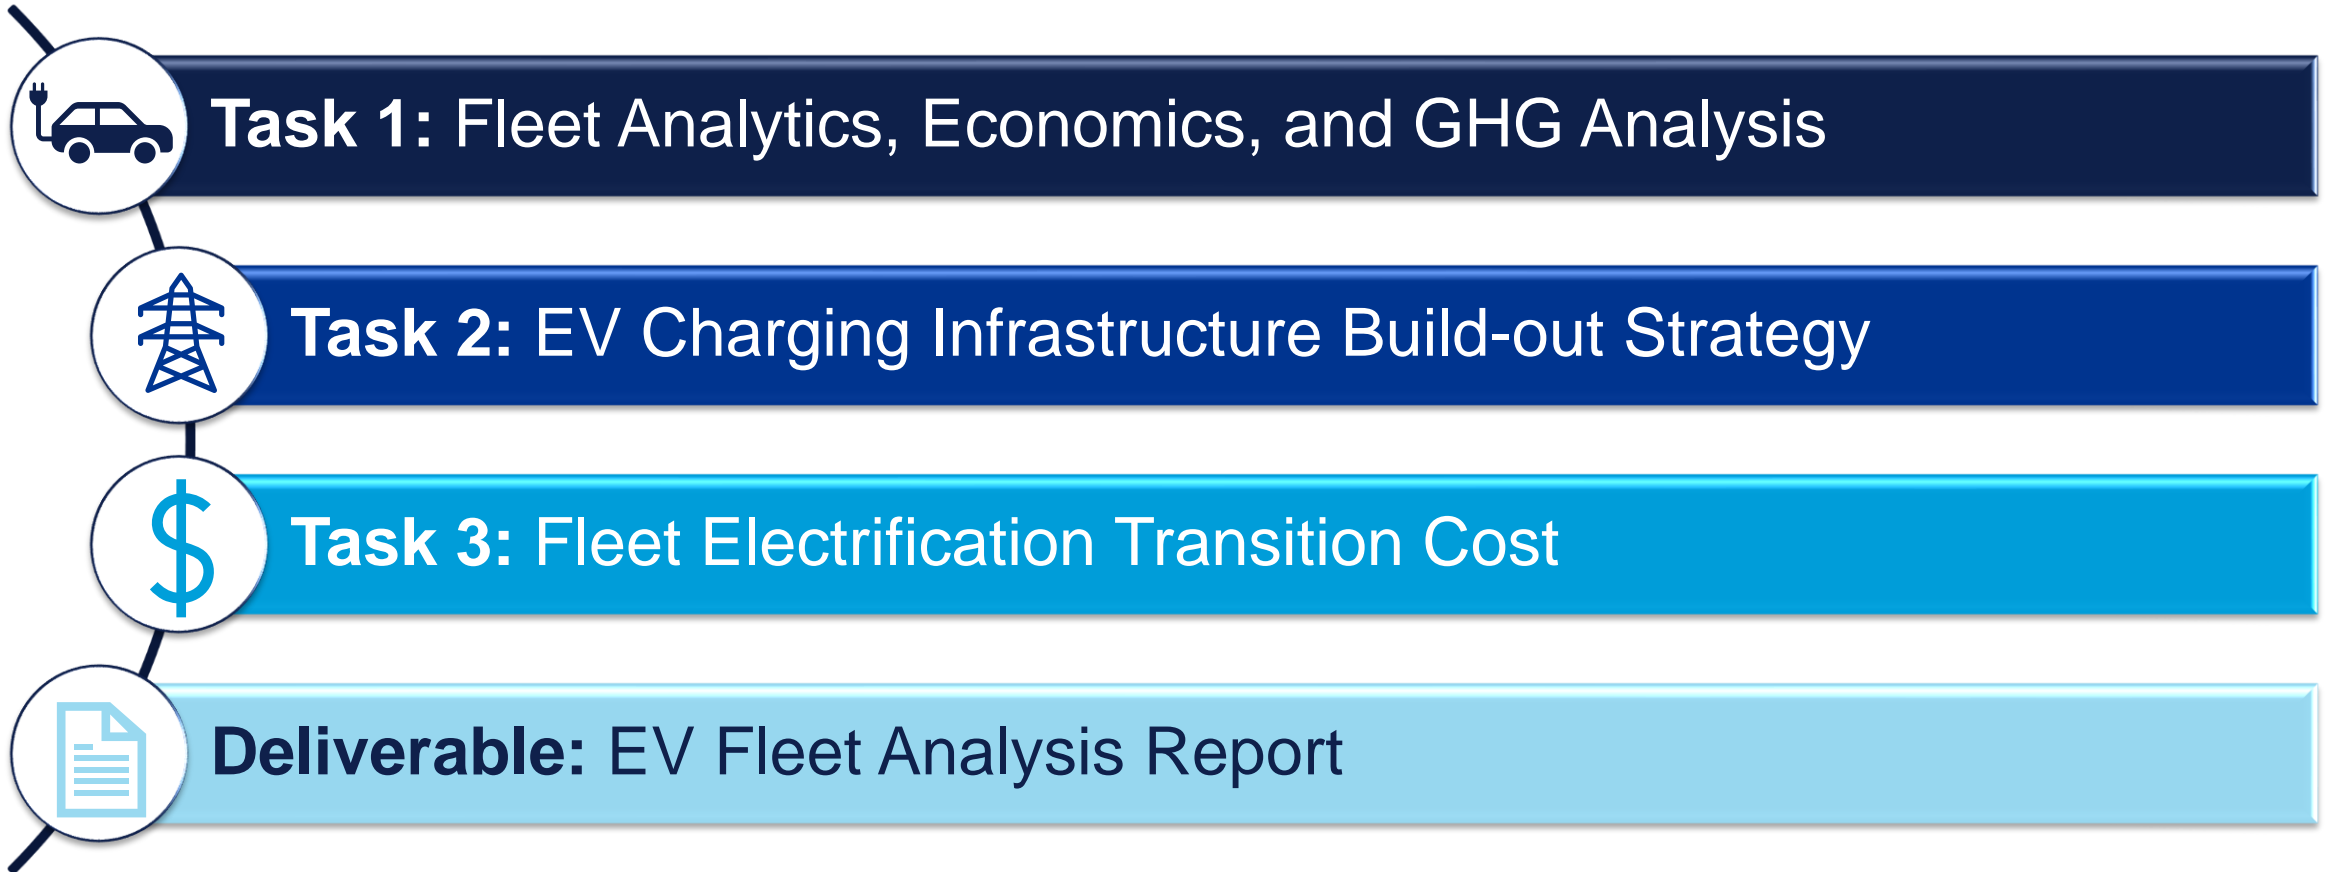 Task 1: Fleet Analytics, Economics, and GHG Analysis
Task 2: EV Charging Infrastructure Build-out Strategy
Task 3: Fleet Electrification Transition Cost
Deliverable: EV Fleet Analysis Report